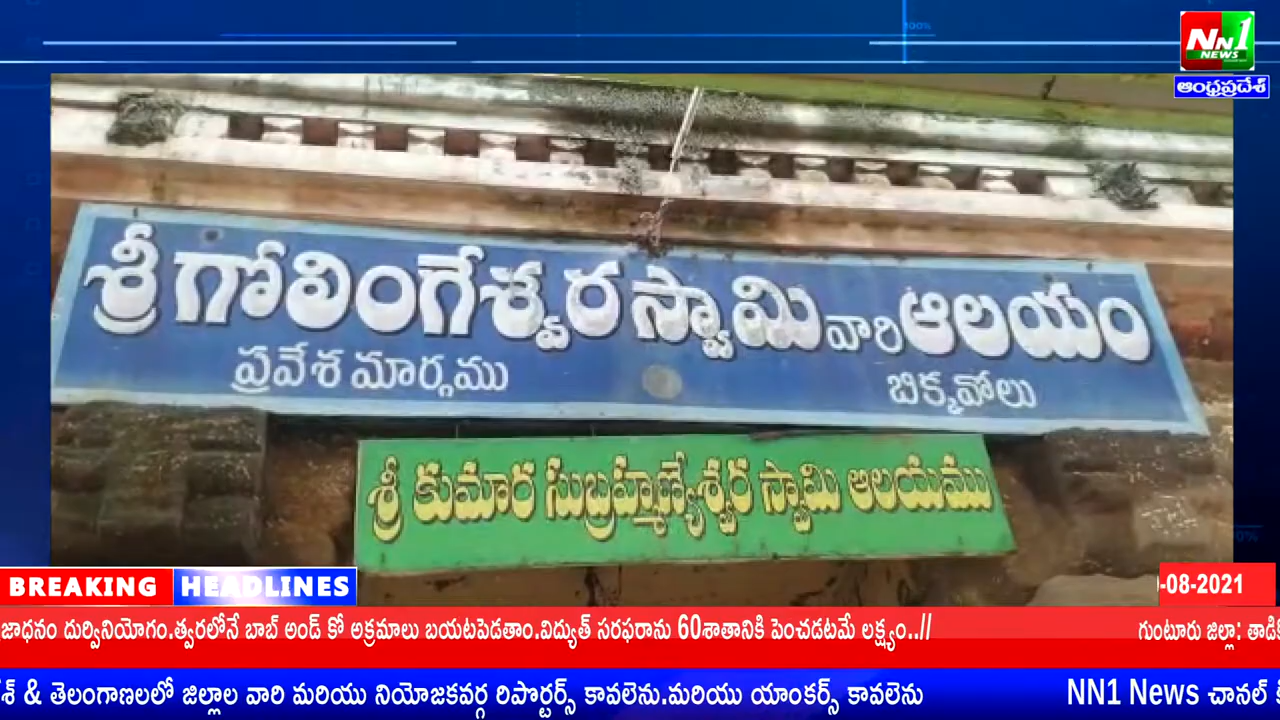 100%
NN1
NEWS
ఆంధ్రప్రదేశ్
శ్రీ గోలింగేశ్వర స్వామి వారి ఆలయం
ప్రవేశ మార్గము
బిక్కవోలు
శ్రీ కుమార సుబ్రహ్మణ్యేశ్వర స్వామి ఆలయము
BREAKING HEADLINES
-08-2021
జాధనం దుర్వినియోగం.త్వరలోనే బాబ్ అండ్ కో అక్రమాలు బయటపెడతాం.విద్యుత్ సరఫరాను 60శాతానికి పెంచడటమే లక్ష్యం..// గుంటూరు జిల్లా:
& తెలంగాణలలో జిల్లాల వారి మరియు నియోజకవర్గ రిపొర్టర్స్ కావలెను.మరియు యాంకర్స్ కావలెను NN1 News చానల్